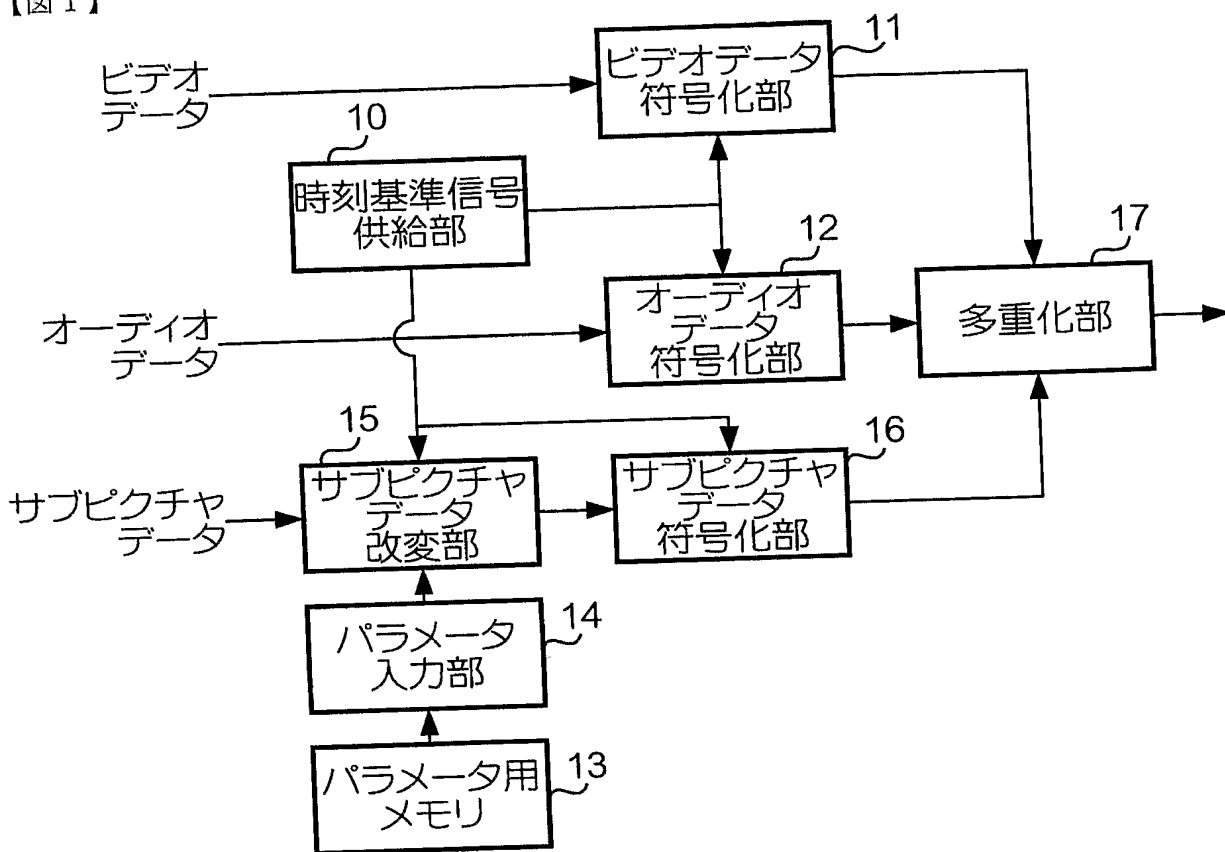 【図1】
11
ビデオ
データ
ビデオデータ
符号化部
10
時刻基準信号
供給部
12
17
オーディオ
データ
オーディオ
データ
符号化部
多重化部
15
16
サブピクチャ
データ
サブピクチャ
データ
改変部
サブピクチャ
データ
符号化部
14
パラメータ
入力部
13
パラメータ用
メモリ